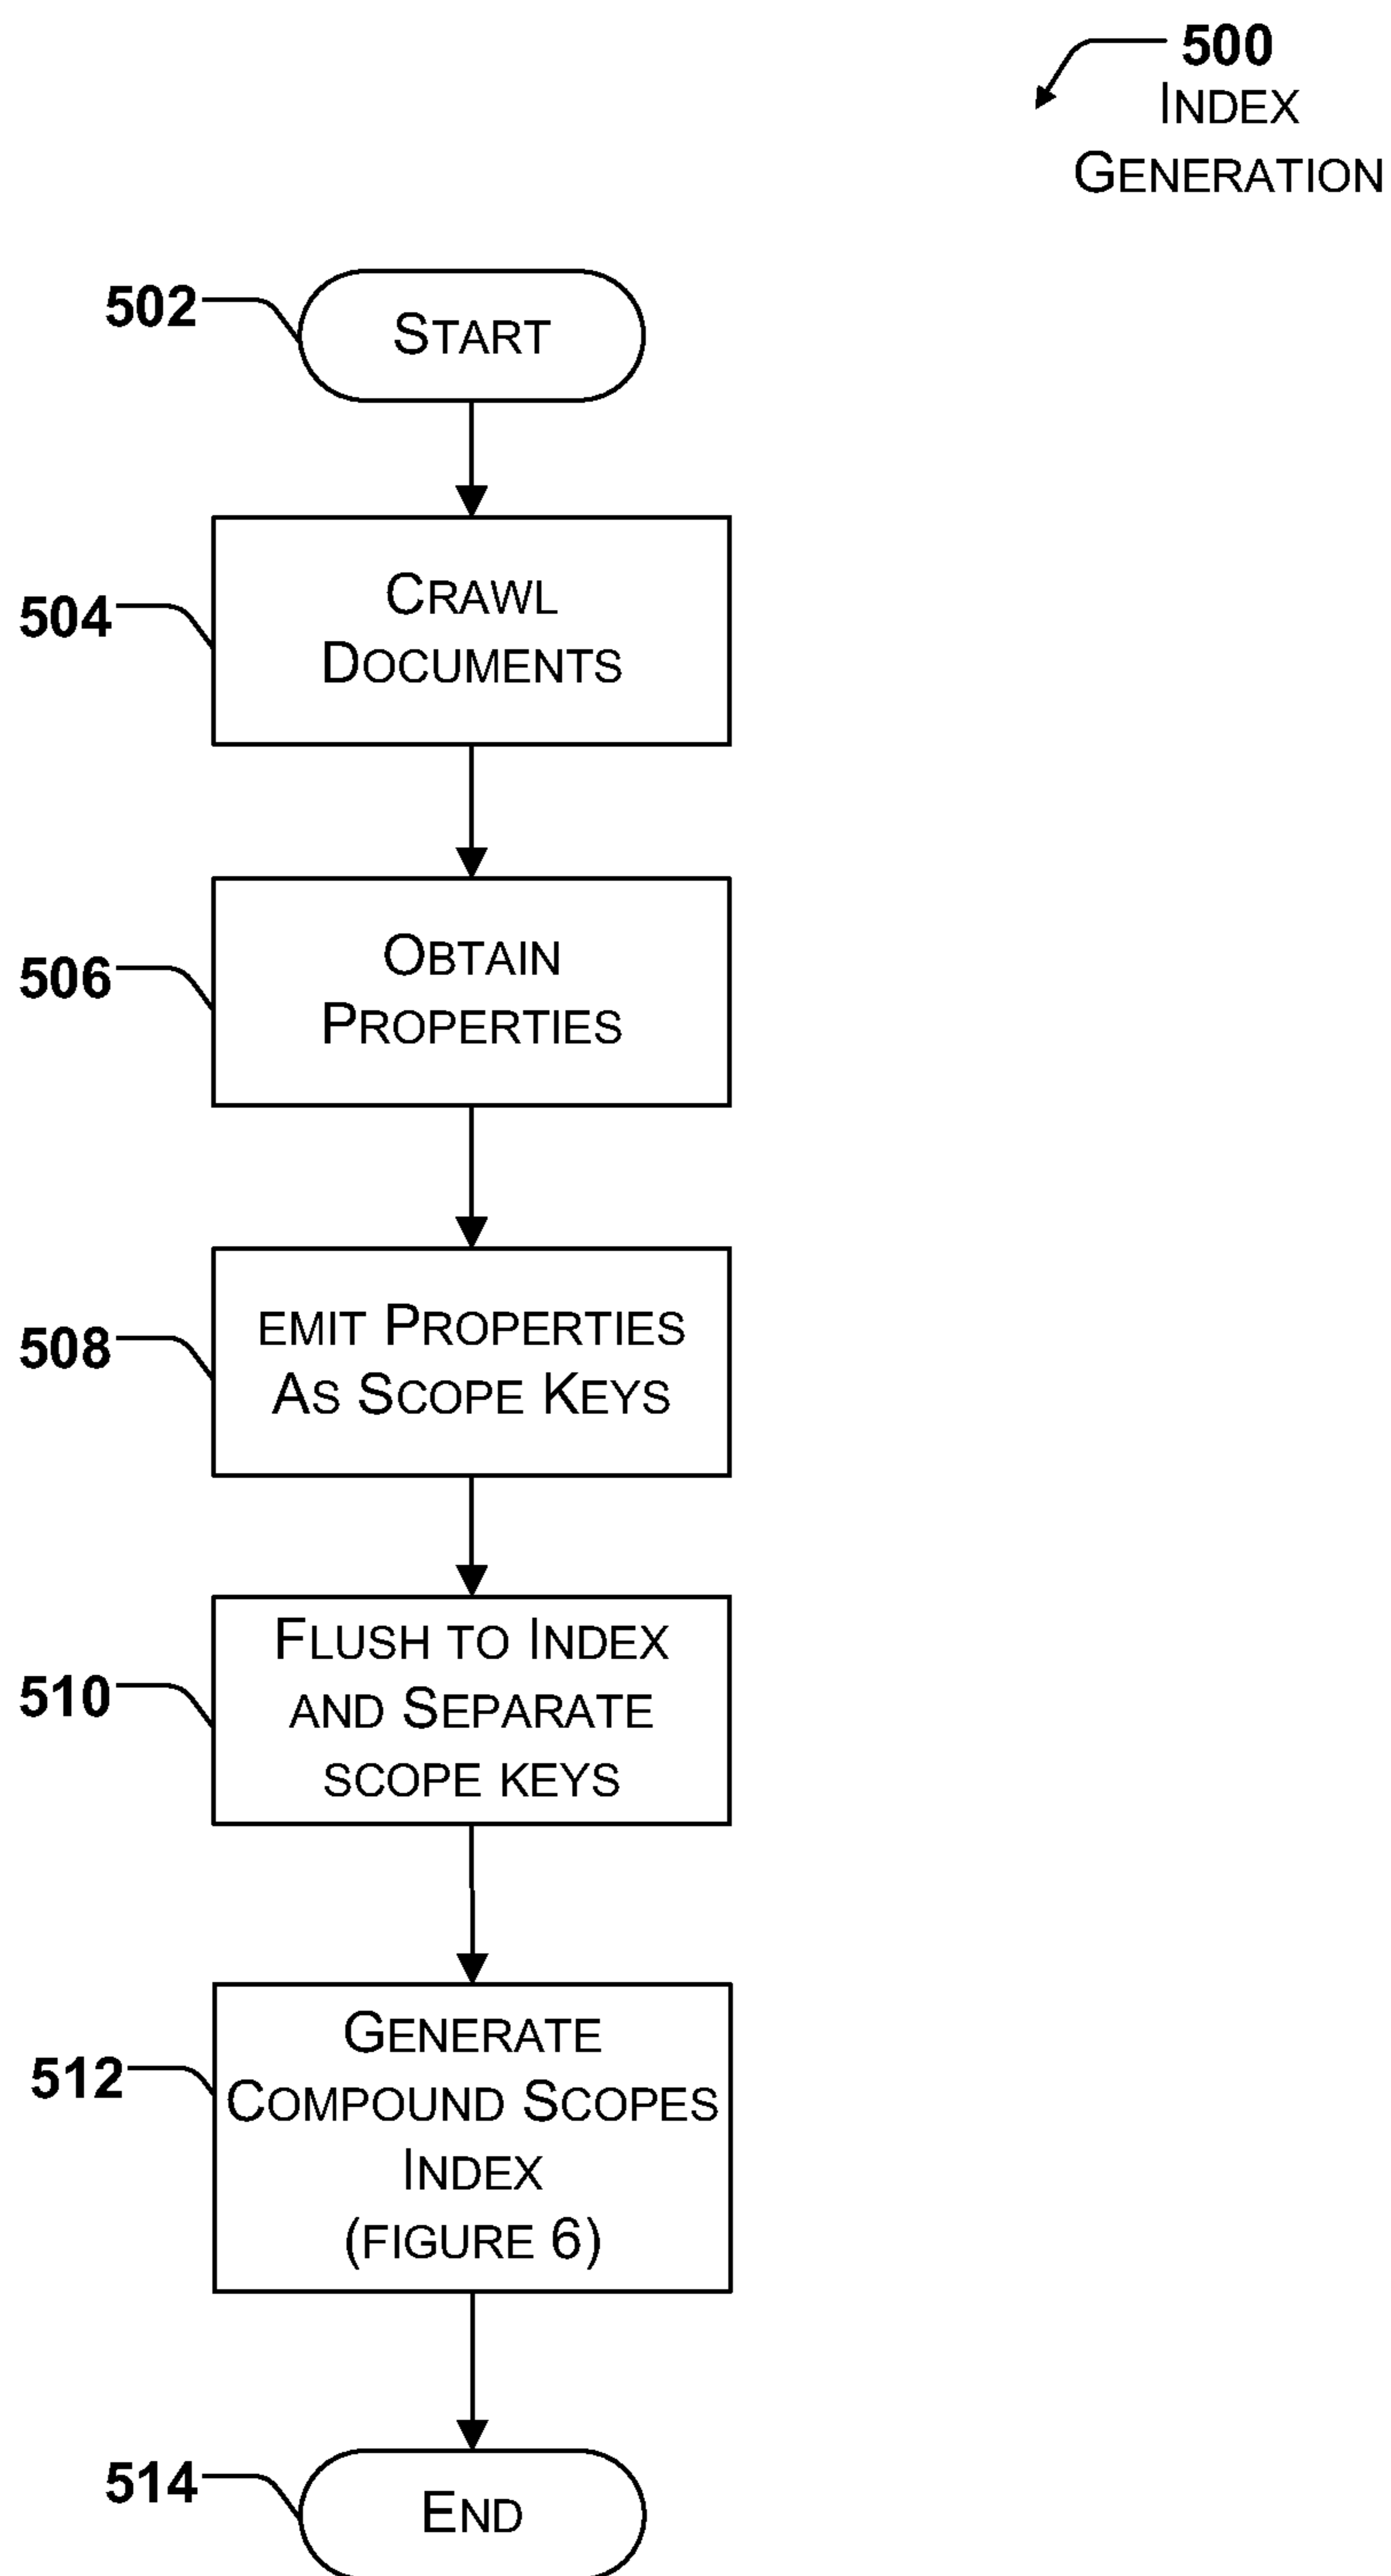 500
INDEX
GENERATION
502
START
504
CRAWL
DOCUMENTS
506
OBTAIN
PROPERTIES
508
EMIT PROPERTIES
AS SCOPE KEYS
510
FLUSH TO INDEX
AND SEPARATE
SCOPE KEYS
512
GENERATE
COMPOUND SCOPES
INDEX
(FIGURE 6)
514
END